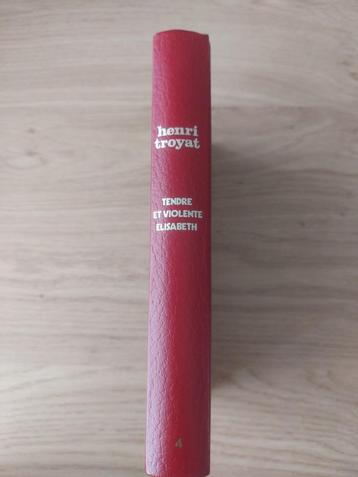 henri
troyat
TENDRE
ET VIOLENTE
ELISABETH
4